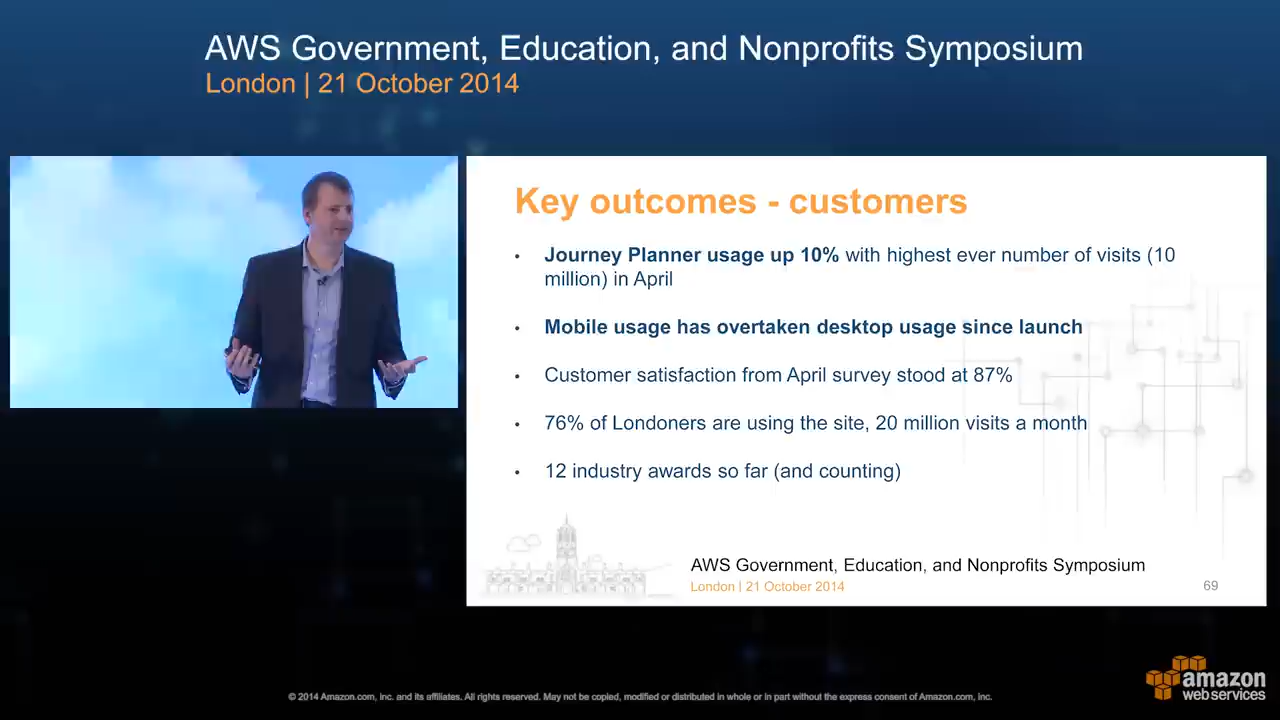 AWS Government, Education, and Nonprofits Symposium
London | 21 October 2014
Key outcomes - customers
• Journey Planner usage up 10% with highest ever number of visits (10
million) in April
• Mobile usage has overtaken desktop usage since launch
• Customer satisfaction from April survey stood at 87%
• 76% of Londoners are using the site, 20 million visits a month
• 12 industry awards so far (and counting)
AWS Government, Education, and Nonprofits Symposium
London | 21 October 2014
69
© 2014 Amazon.com, Inc. and its affiliates. All rights reserved. May not be copied, modified or distributed in whole or in part without the express consent of Amazon.com, Inc.
amazon
web services